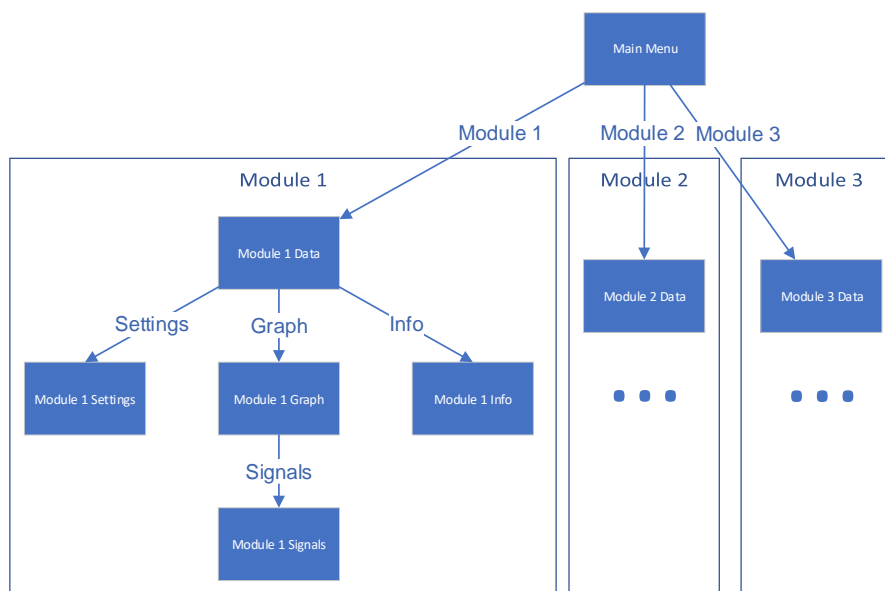 Main Menu
Module 1
Module 2
Module 3
Module 1
Module 2
Module 3
Module 1 Data
Module 2 Data
Module 3 Data
Settings
Graph
Info
Module 1 Settings
Module 1 Graph
Module 1 Info
Signals
Module 1 Signals